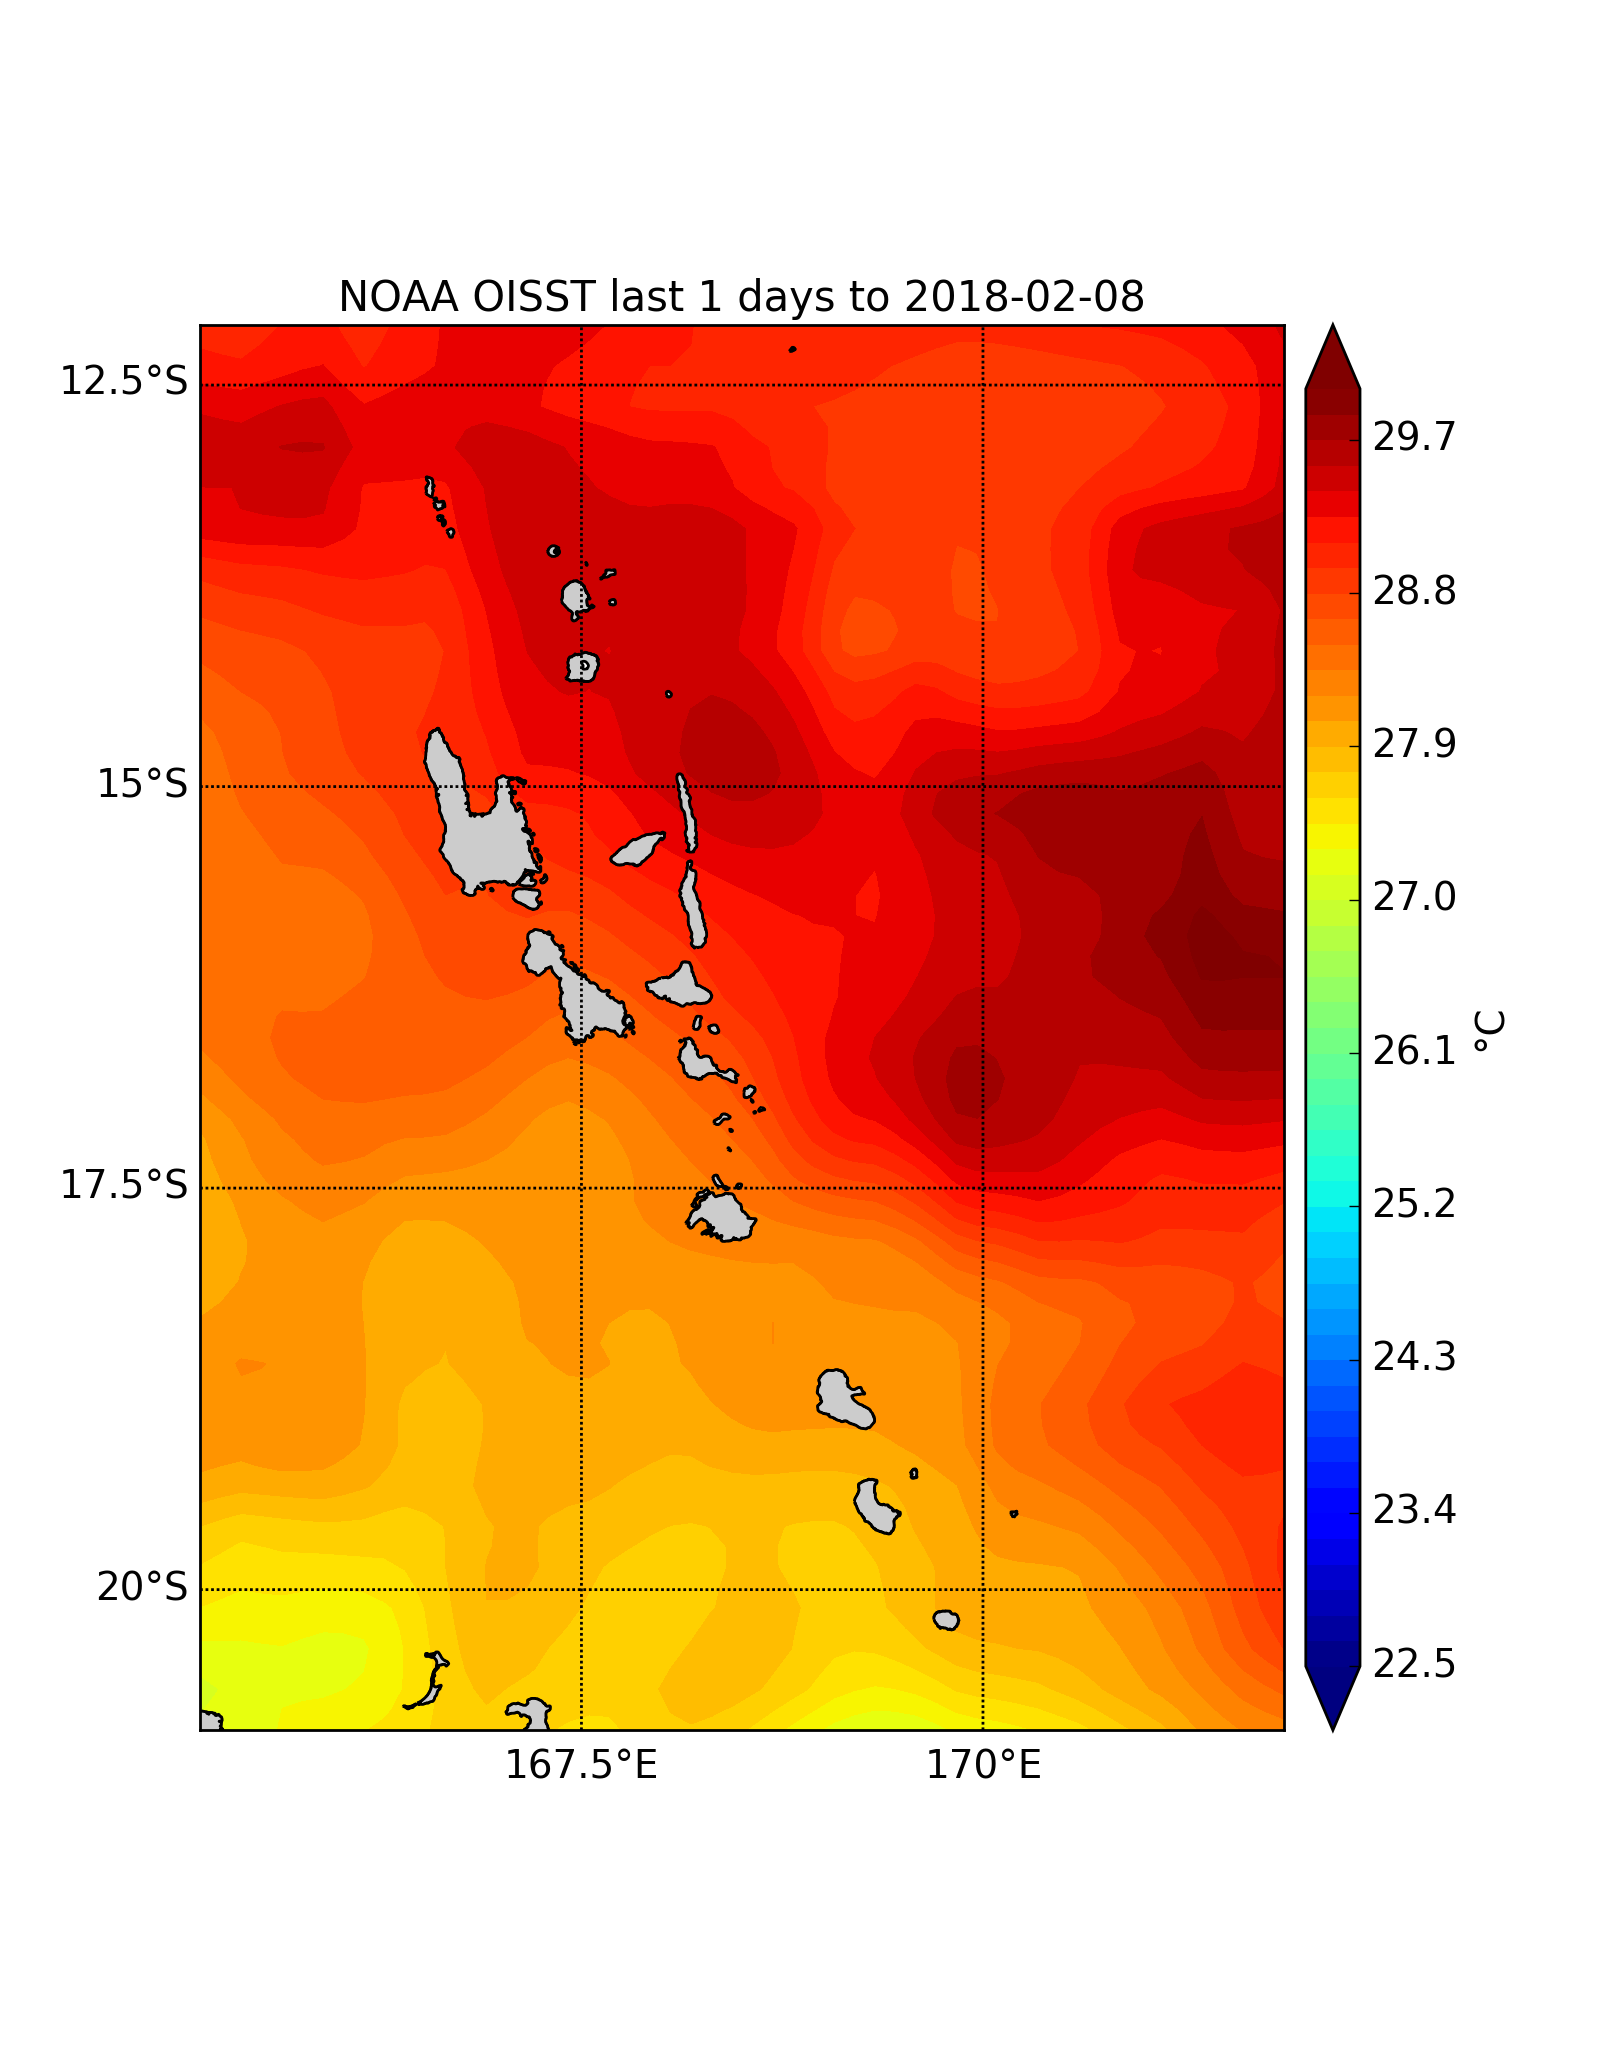 NOAA OISST last 1 days to 2018-02-08
12.5°S
15°S
17.5°S
20°S
167.5°E
170°E
29.7
28.8
27.9
27.0
26.1
25.2
24.3
23.4
22.5
°C